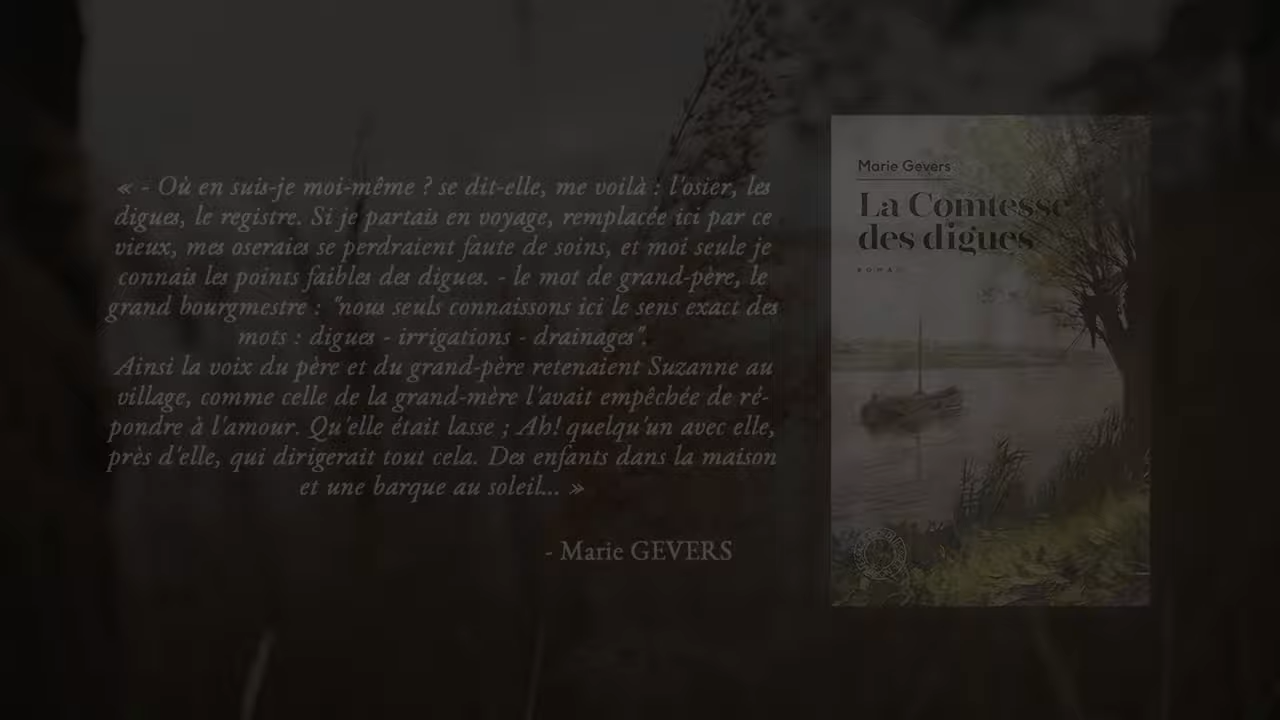 « - Où en suis-je moi-même ? se dit-elle, me voilà : l'osier, les
digues, le registre. Si je partais en voyage, remplacée ici par ce
vieux, mes oseraies se perdraient faute de soins, et moi seule je
connais les points faibles des digues. - le mot de grand-père, le
grand bourgmestre : "nous seuls connaissons ici le sens exact des
mots : digues - irrigations - drainages".
Ainsi la voix du père et du grand-père retenaient Suzanne au
village, comme celle de la grand-mère l'avait empêchée de ré-
pondre à l'amour. Qu'elle était lasse ; Ah! quelqu'un avec elle,
près d'elle, qui dirigerait tout cela. Des enfants dans la maison
et une barque au soleil... »
- Marie GEVERS
Marie Gevers
La Comtesse
des digues